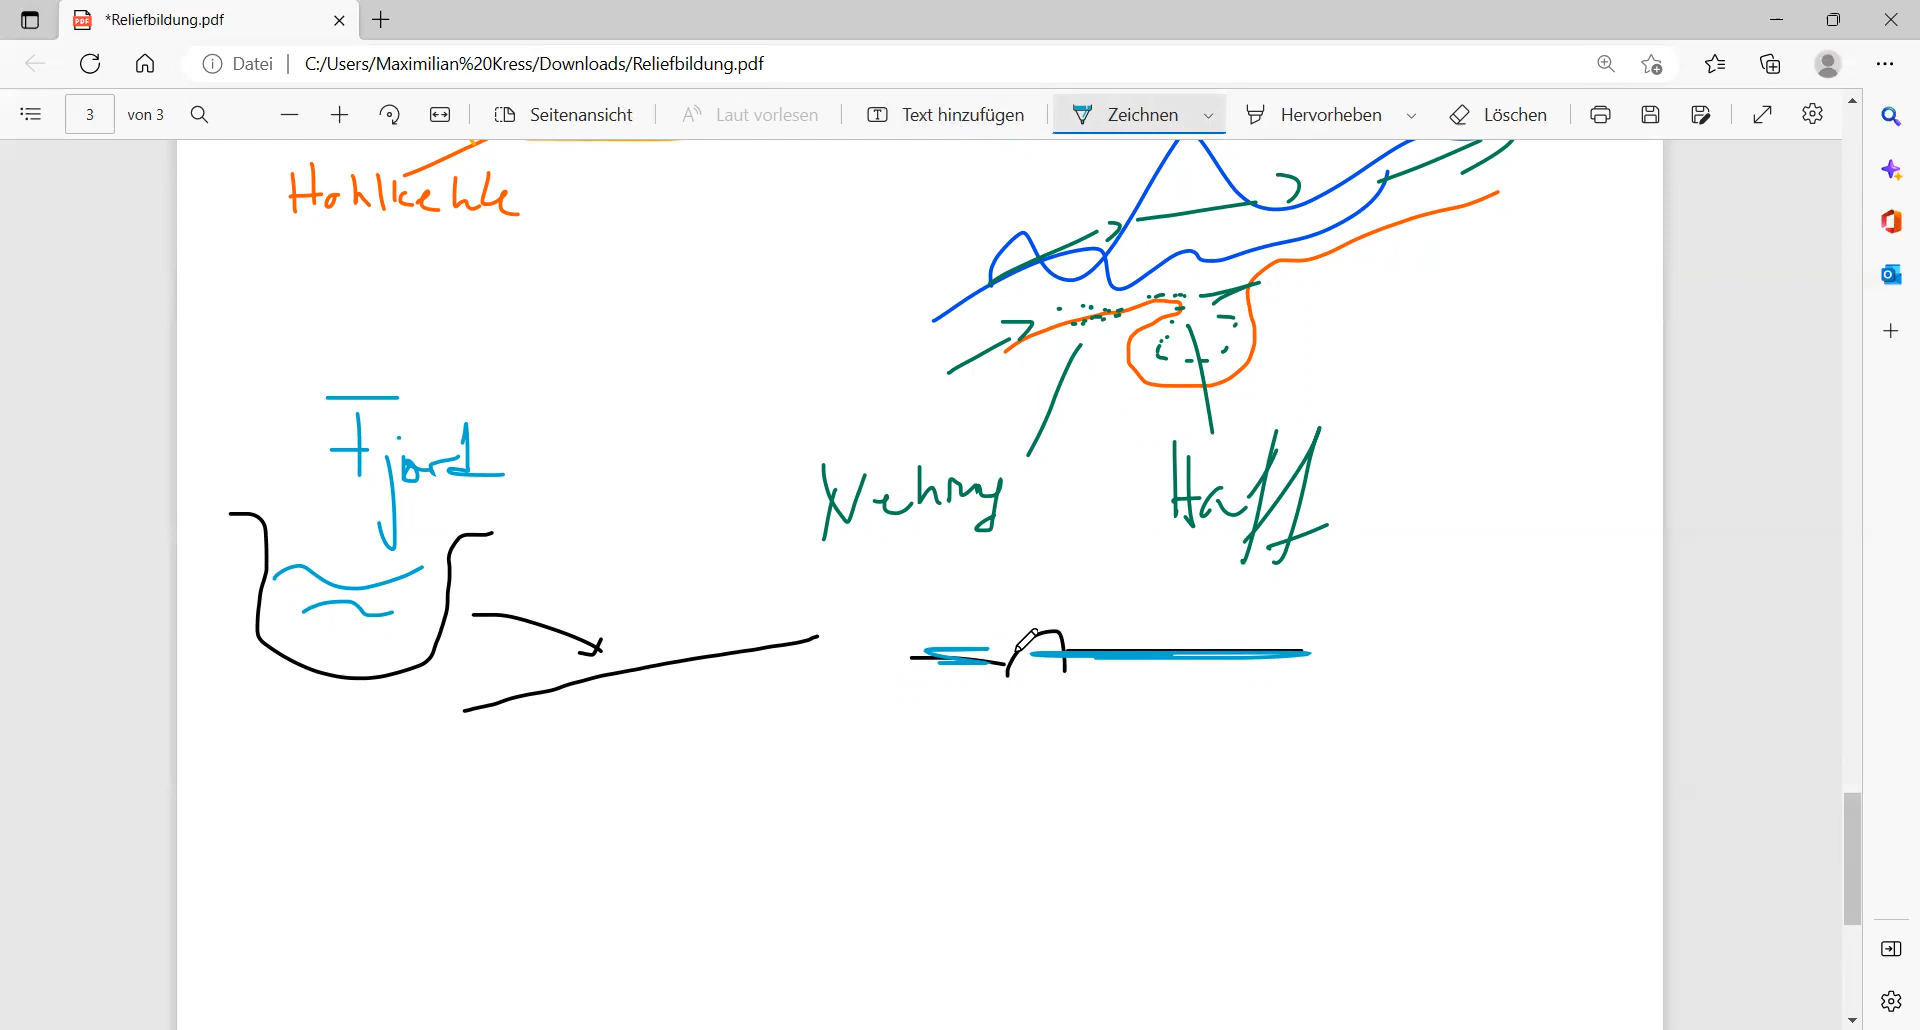 *Reliefbildung.pdf
Datei
C:/Users/Maximilian%20Kress/Downloads/Reliefbildung.pdf
3 von 3
Seitenansicht
Laut vorlesen
Text hinzufügen
Zeichnen
Hervorheben
Löschen
Hohlkehle
Fjord
Nehrung
Haff